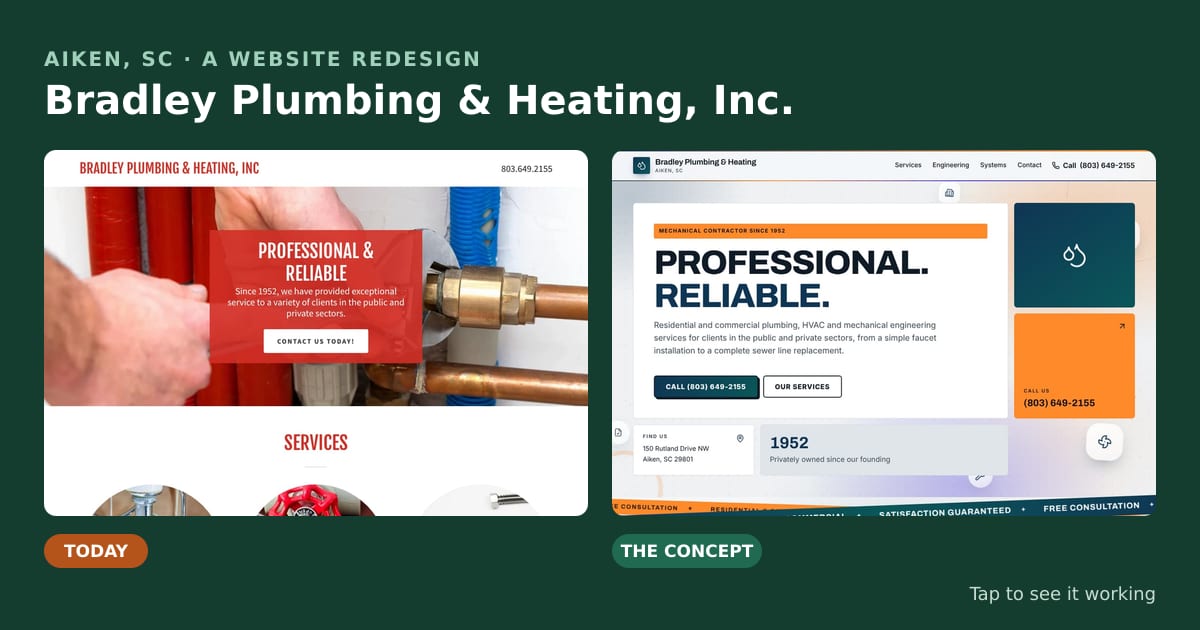 AIKEN, SC · A WEBSITE REDESIGN
Bradley Plumbing & Heating, Inc.
BRADLEY PLUMBING & HEATING, INC
803.649.2155
PROFESSIONAL &
RELIABLE
Since 1952, we have provided exceptional
service to a variety of clients in the public and
private sectors.
CONTACT US TODAY!
SERVICES
TODAY
Bradley Plumbing & Heating
AIKEN, SC
Services Engineering Systems Contact Call (803) 649-2155
MECHANICAL CONTRACTOR SINCE 1952
PROFESSIONAL.
RELIABLE.
Residential and commercial plumbing, HVAC and mechanical engineering
services for clients in the public and private sectors, from a simple faucet
installation to a complete sewer line replacement.
CALL (803) 649-2155 OUR SERVICES
CALL US
(803) 649-2155
FIND US
150 Rutland Drive NW
Aiken, SC 29801
1952
Privately owned since our founding
CONSULTATION
SATISFACTION GUARANTEED FREE CONSULTATION
THE CONCEPT
Tap to see it working